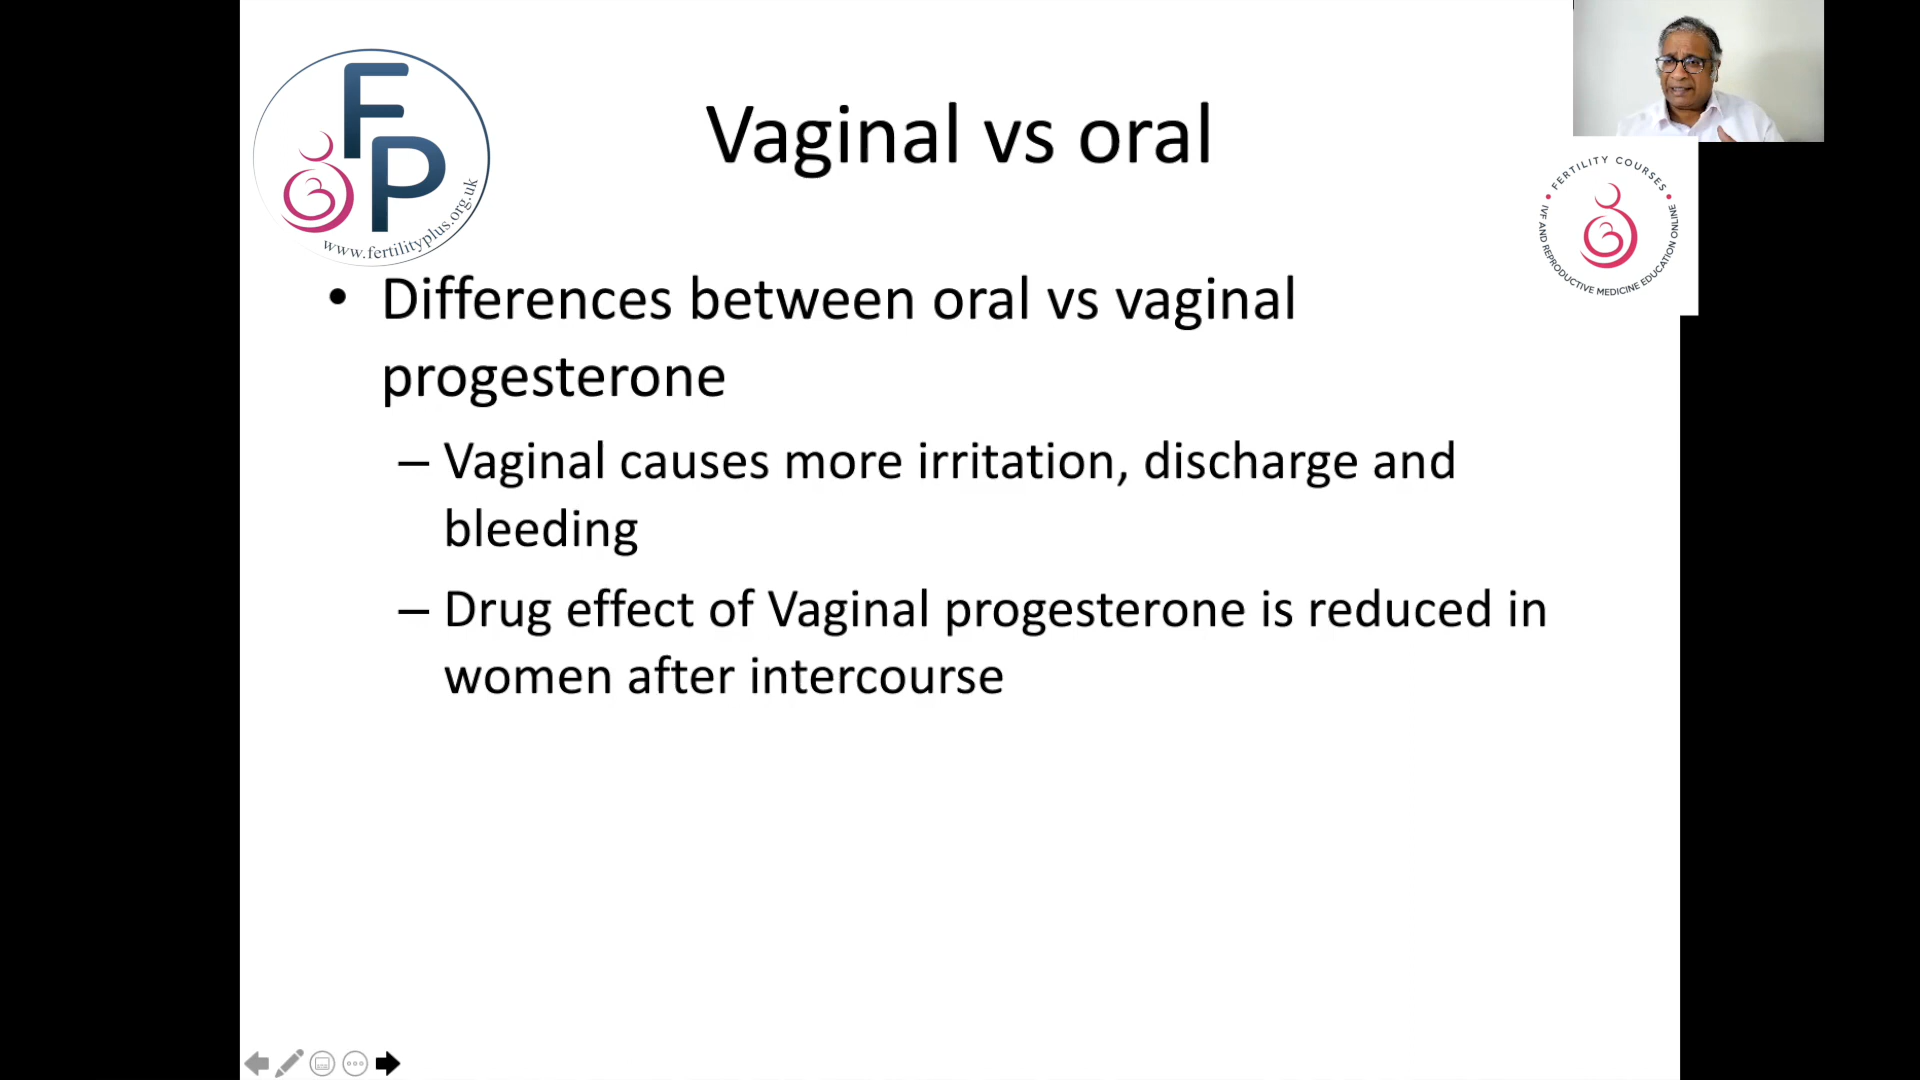 FP
www.fertilityplus.org.uk
Vaginal vs oral
FERTILITY COURSES
IVF AND REPRODUCTIVE MEDICINE EDUCATION ONLINE
• Differences between oral vs vaginal
progesterone
– Vaginal causes more irritation, discharge and
bleeding
– Drug effect of Vaginal progesterone is reduced in
women after intercourse